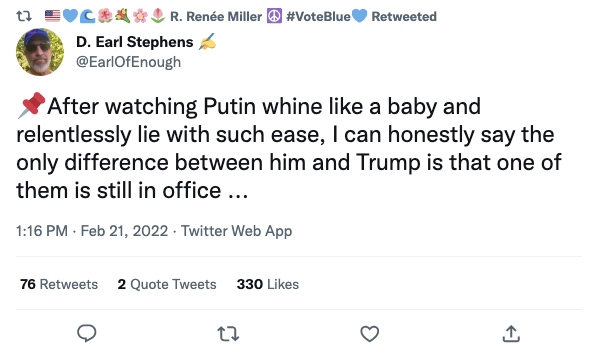 R. Renée Miller ☮ #VoteBlue💙 Retweeted
D. Earl Stephens ✍️
@EarlOfEnough
📌After watching Putin whine like a baby and
relentlessly lie with such ease, I can honestly say the
only difference between him and Trump is that one of
them is still in office ...
1:16 PM · Feb 21, 2022 · Twitter Web App
76 Retweets 2 Quote Tweets 330 Likes